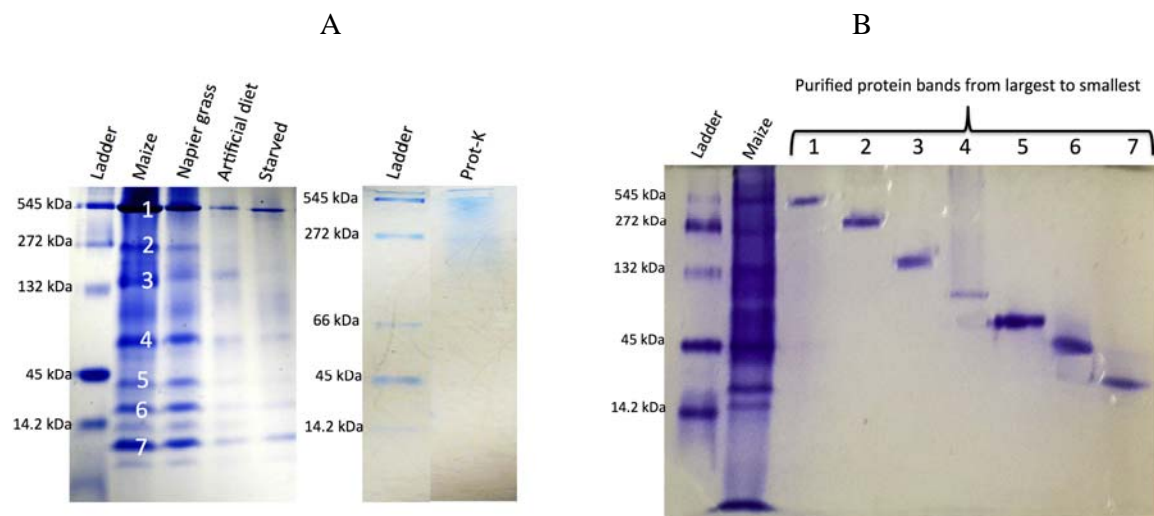 A
B
Ladder
Maize
Napier grass
Artificial diet
Starved
545 kDa
272 kDa
132 kDa
45 kDa
14.2 kDa
1
2
3
4
5
6
7
Ladder
Prot-K
545 kDa
272 kDa
132 kDa
66 kDa
45 kDa
14.2 kDa
Purified protein bands from largest to smallest
Ladder
Maize
1
2
3
4
5
6
7
545 kDa
272 kDa
132 kDa
45 kDa
14.2 kDa